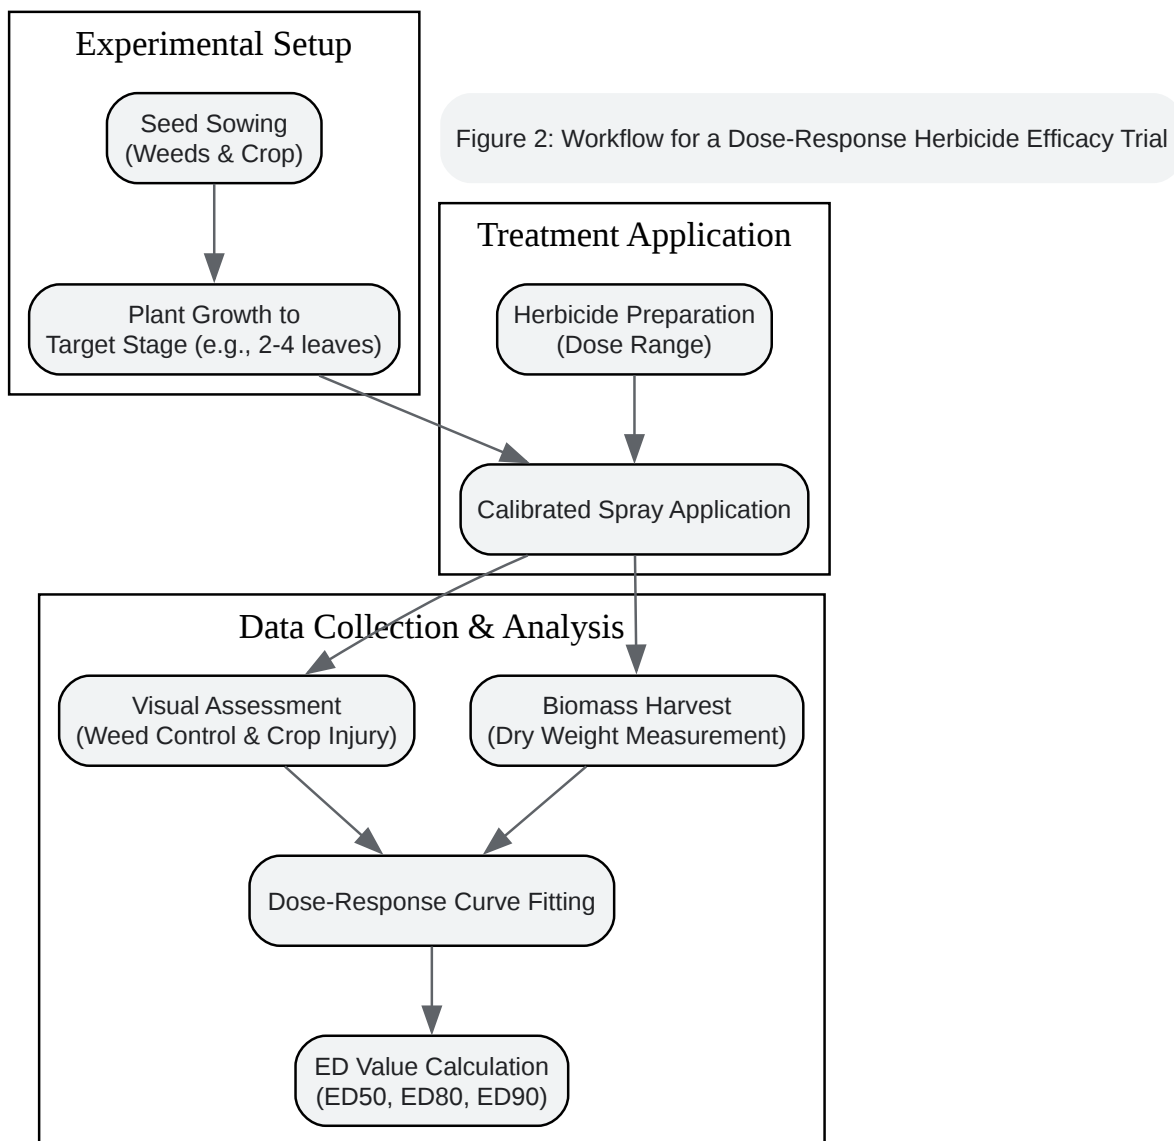 Experimental Setup
Seed Sowing
(Weeds & Crop)
Figure 2: Workflow for a Dose-Response Herbicide Efficacy Trial
Plant Growth to
Target Stage (e.g., 2-4 leaves)
Treatment Application
Herbicide Preparation
(Dose Range)
Calibrated Spray Application
Data Collection & Analysis
Visual Assessment
(Weed Control & Crop Injury)
Biomass Harvest
(Dry Weight Measurement)
Dose-Response Curve Fitting
ED Value Calculation
(ED50, ED80, ED90)